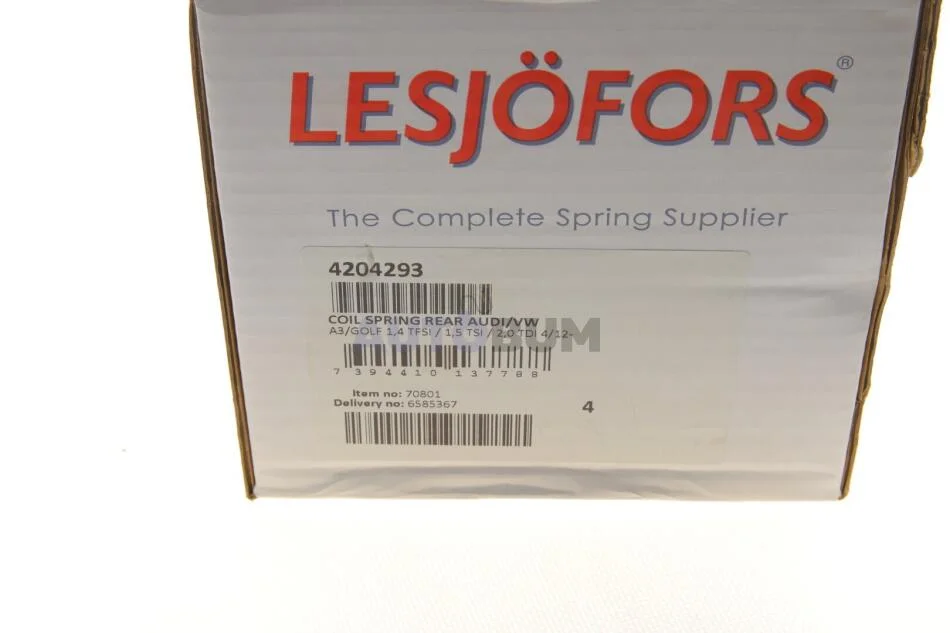 LESJÖFORS®
The Complete Spring Supplier
4204293
COIL SPRING REAR AUDI/VW
A3/GOLF 1,4 TFSI / 1,5 TSI / 2,0 TDI 4/12-
AUTOBUM
7 394410 137788
Item no: 70801
Delivery no: 6585367
4